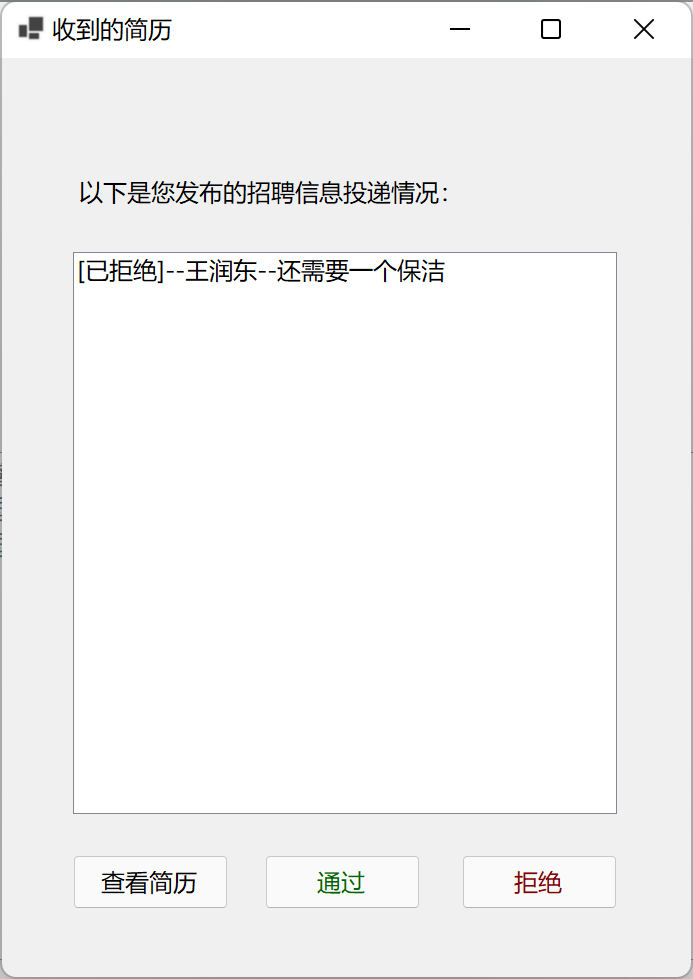 收到的简历
以下是您发布的招聘信息投递情况：
[已拒绝]--王润东--还需要一个保洁
查看简历
通过
拒绝